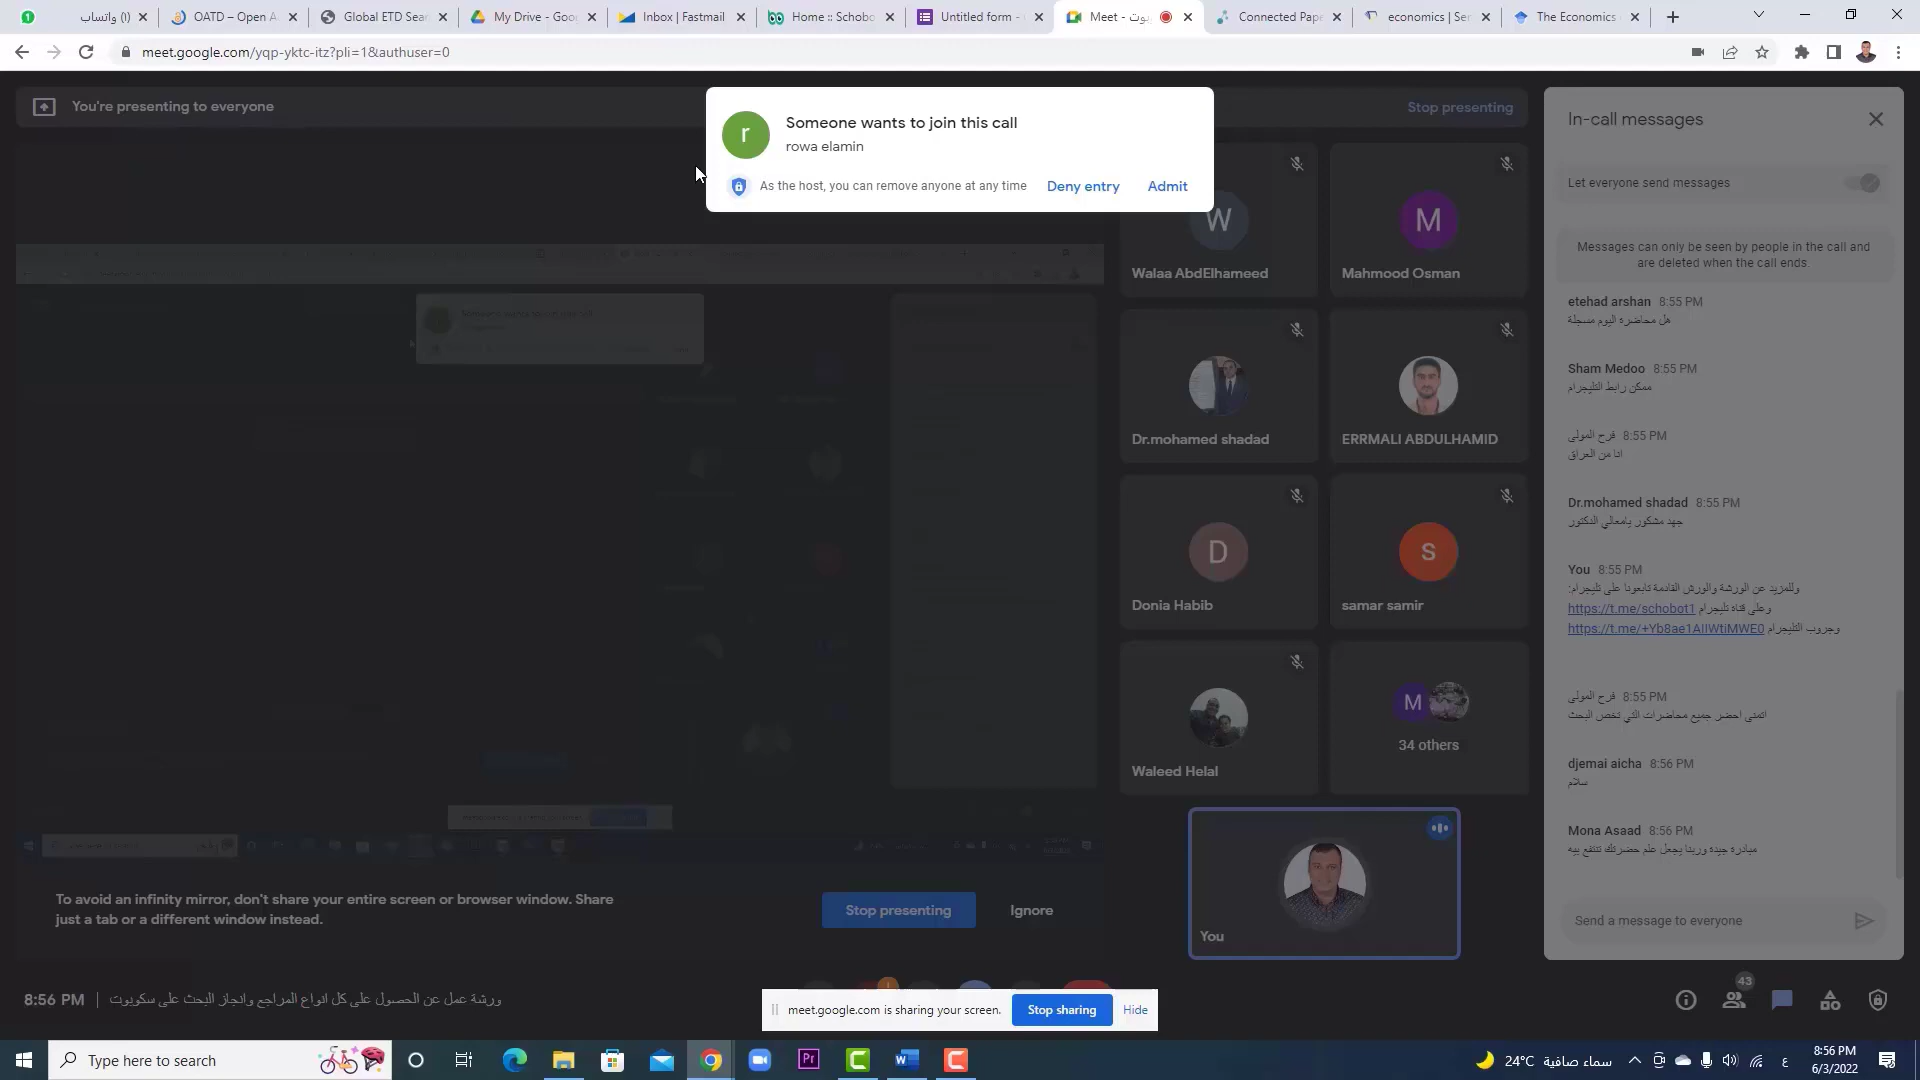 (١) واتساب
OATD – Open A
Global ETD Sear
My Drive - Goo
Inbox | Fastmail
Home :: Schobo
Untitled form -
Meet - سكوبوت
Connected Pape
economics | Sem
The Economics
meet.google.com/yqp-yktc-itz?pli=1&authuser=0
You're presenting to everyone
Stop presenting
r
Someone wants to join this call
rowa elamin
As the host, you can remove anyone at any time
Deny entry
Admit
W
Walaa AbdElhameed
M
Mahmood Osman
Dr.mohamed shadad
ERRMALI ABDULHAMID
D
Donia Habib
s
samar samir
Waleed Helal
M
34 others
You
To avoid an infinity mirror, don't share your entire screen or browser window. Share
just a tab or a different window instead.
Stop presenting
Ignore
In-call messages
Let everyone send messages
Messages can only be seen by people in the call and
are deleted when the call ends.
etehad arshan 8:55 PM
هل محاضره اليوم مسجلة
Sham Medoo 8:55 PM
ممكن رابط التليجرام
فرح المولى 8:55 PM
انا من العراق
Dr.mohamed shadad 8:55 PM
جهد مشكور يامعالي الدكتور
You 8:55 PM
وللمزيد عن الورشة والورش القادمة تابعونا على تليجرام:
وعلى قناه تليجرام https://t.me/schobot1
وجروب التليجرام https://t.me/+Yb8ae1AIIWtiMWE0
فرح المولى 8:55 PM
اتمنى احضر جميع محاضرات التي تخص البحث
djemai aicha 8:56 PM
سلام
Mona Asaad 8:56 PM
مبادره جيده وربنا يجعل علم حضرتك تنتفع بيه
Send a message to everyone
8:56 PM | ورشة عمل عن الحصول على كل انواع المراجع وانجاز البحث على سكوبوت
meet.google.com is sharing your screen.
Stop sharing
Hide
43
Type here to search
24°C سماء صافية
ع
8:56 PM
6/3/2022